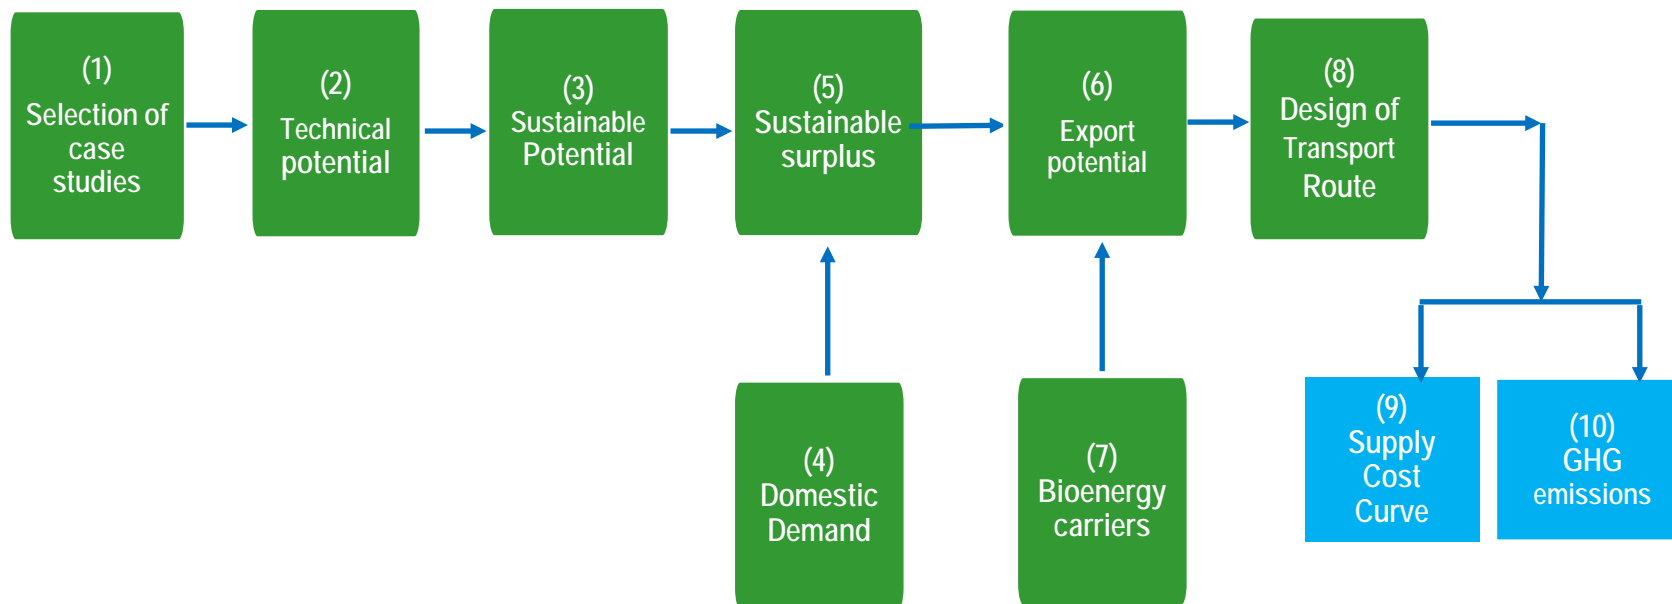 (1)
Selection of
case
studies
(2)
Technical
potential
(3)
Sustainable
Potential
(5)
Sustainable
surplus
(6)
Export
potential
(8)
Design of
Transport
Route
(4)
Domestic
Demand
(7)
Bioenergy
carriers
(9)
Supply
Cost
Curve
(10)
GHG
emissions